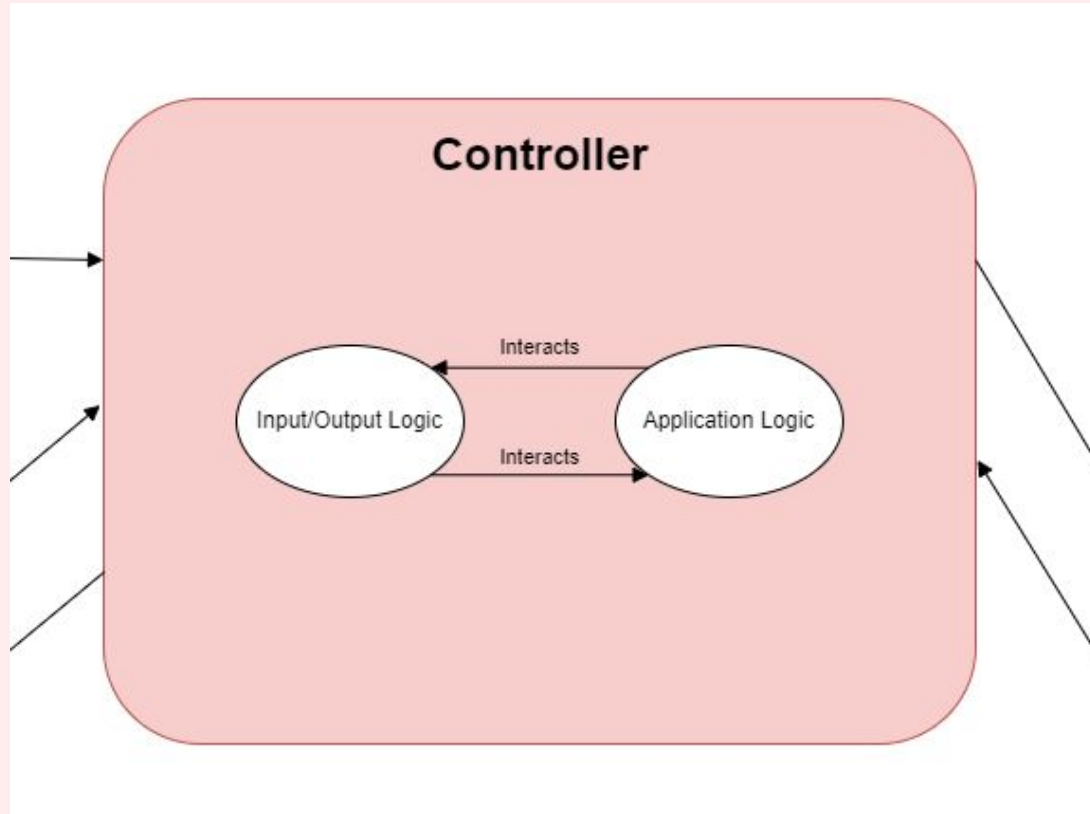 Controller
Interacts
Input/Output Logic
Application Logic
Interacts